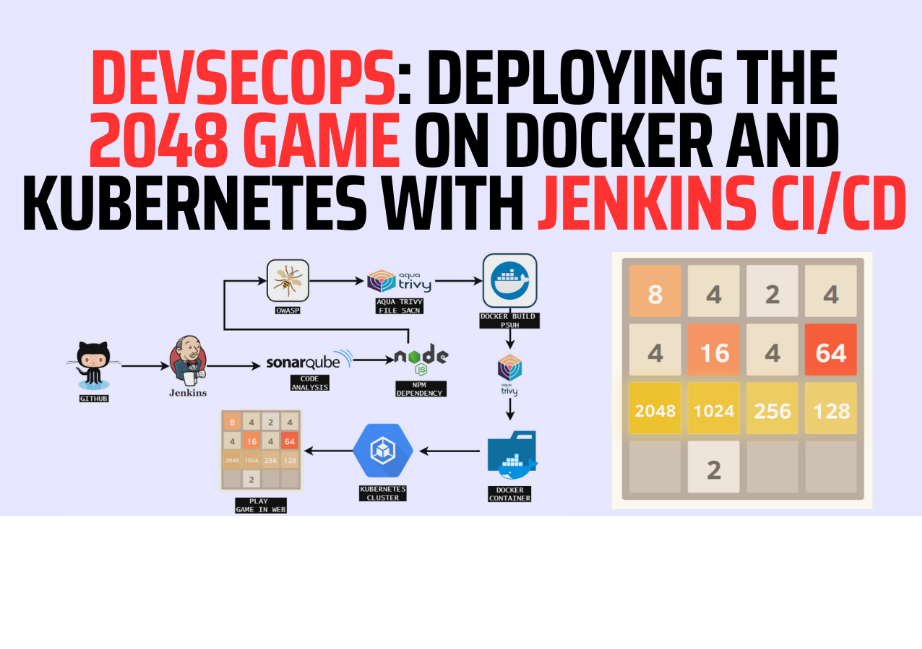 DEVSECOPS: DEPLOYING THE
2048 GAME ON DOCKER AND
KUBERNETES WITH JENKINS CI/CD
OWASP
aqua
trivy
AQUA TRIVY
FILE SACN
DOCKER BUILD
PSUH
GITHUB
Jenkins
sonarqube
CODE
ANALYSIS
node
JS
NPM
DEPENDENCY
aqua
trivy
8 4 2 4
4 16 4 64
2048 1024 256 128
2
PLAY
GAME IN WEB
KUBERNETES
CLUSTER
DOCKER
CONTAINER
8 4 2 4
4 16 4 64
2048 1024 256 128
2